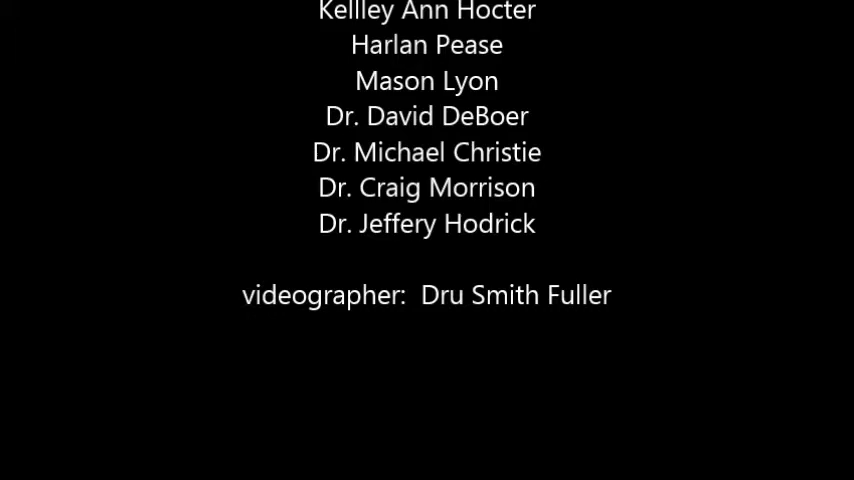 Kellley Ann Hocter
Harlan Pease
Mason Lyon
Dr. David DeBoer
Dr. Michael Christie
Dr. Craig Morrison
Dr. Jeffery Hodrick
videographer:  Dru Smith Fuller